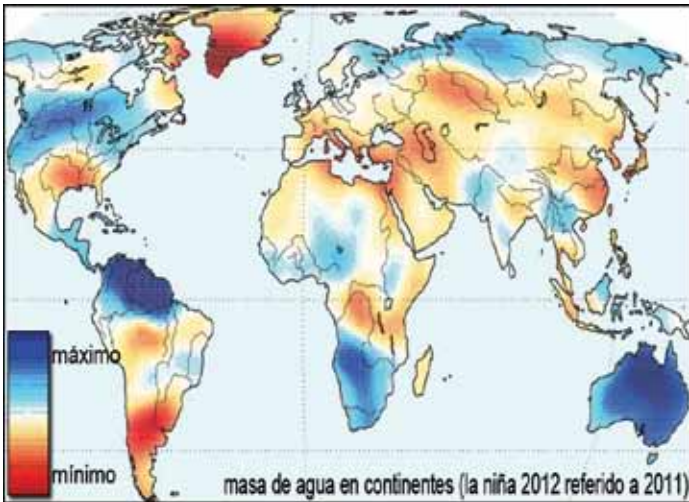 máximo
mínimo
masa de agua en continentes (la niña 2012 referido a 2011)